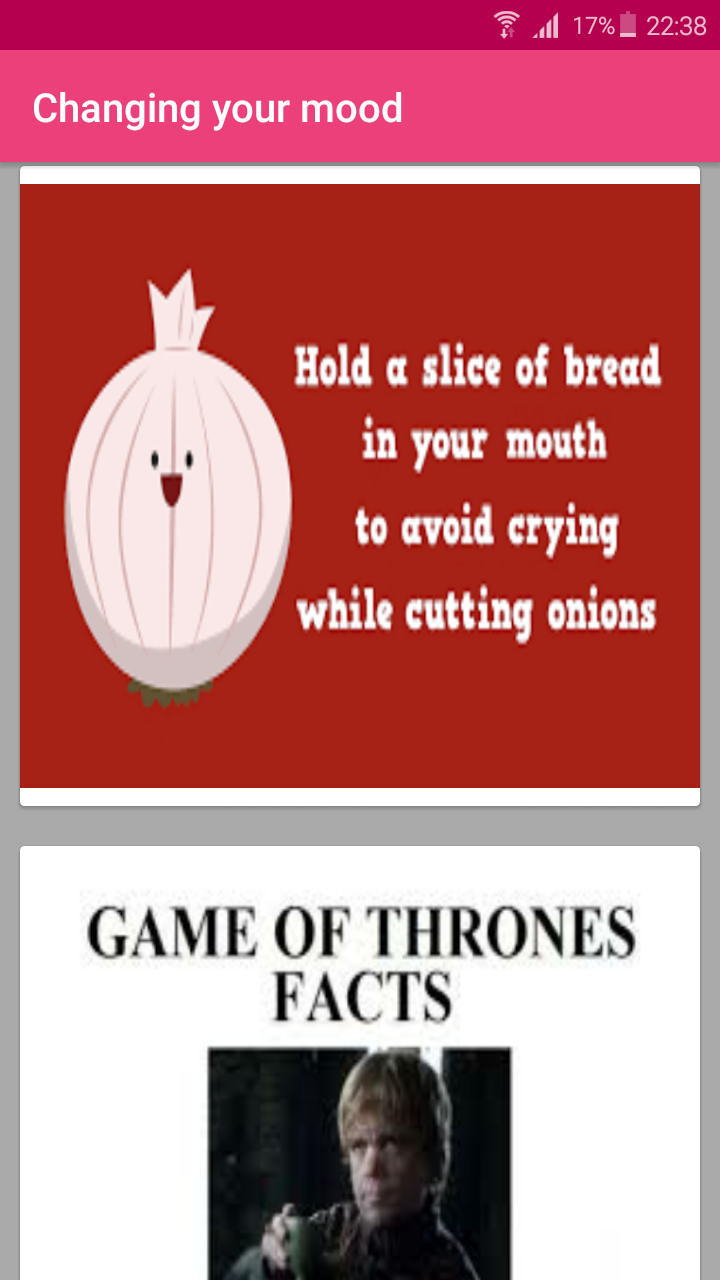 17% 22:38
Changing your mood
Hold a slice of bread
in your mouth
to avoid crying
while cutting onions
GAME OF THRONES
FACTS